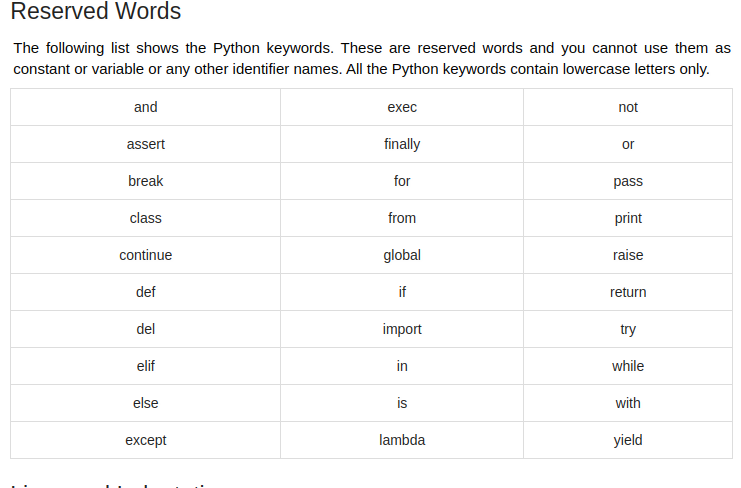 Reserved Words
The following list shows the Python keywords. These are reserved words and you cannot use them as
constant or variable or any other identifier names. All the Python keywords contain lowercase letters only.
and exec not
assert finally or
break for pass
class from print
continue global raise
def if return
del import try
elif in while
else is with
except lambda yield